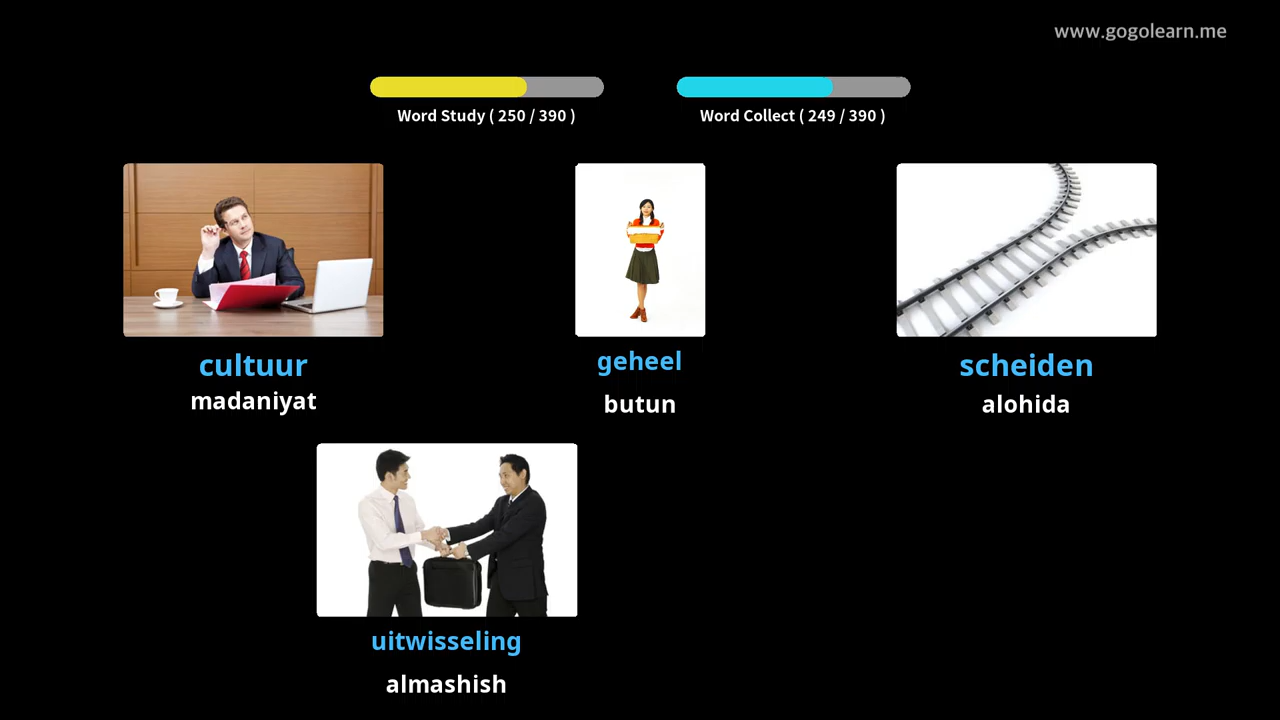 www.gogolearn.me
Word Study ( 250 / 390 )
Word Collect ( 249 / 390 )
cultuur
madaniyat
geheel
butun
scheiden
alohida
uitwisseling
almashish